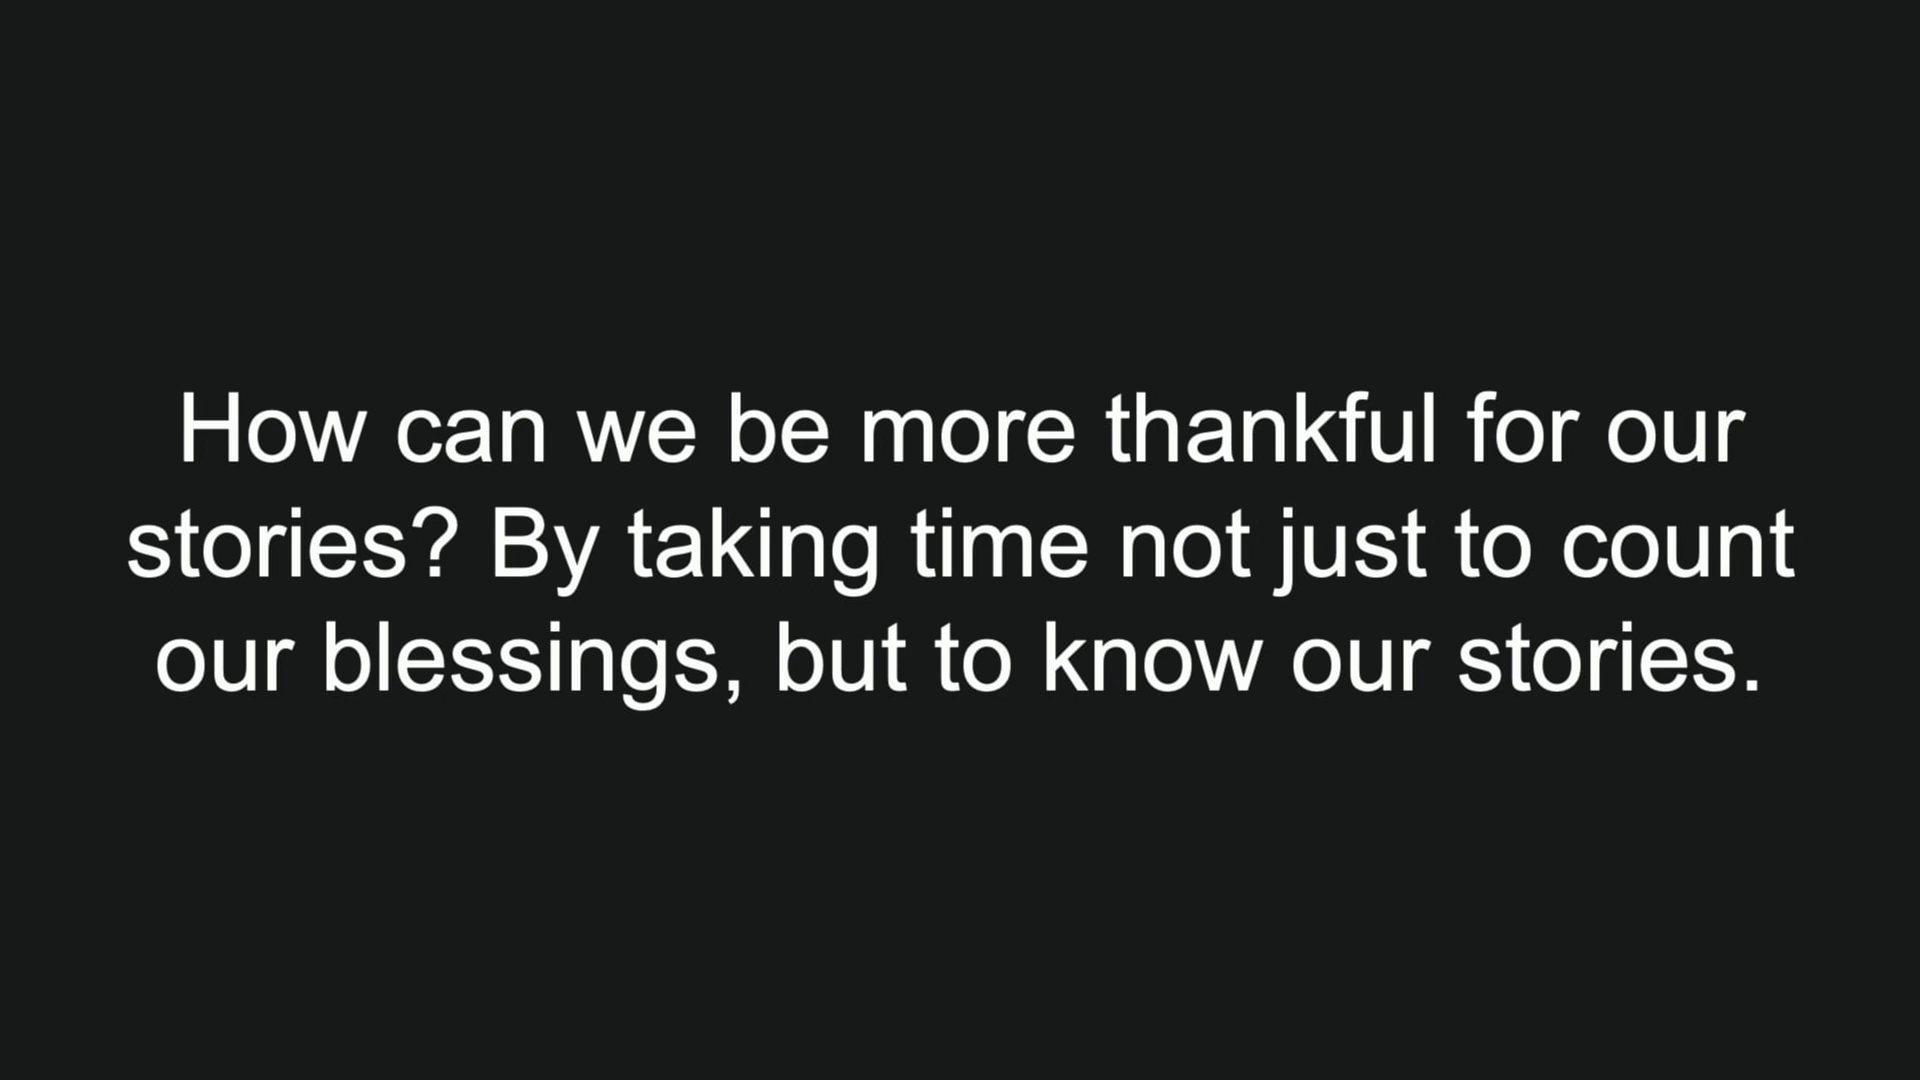 How can we be more thankful for our
stories? By taking time not just to count
our blessings, but to know our stories.